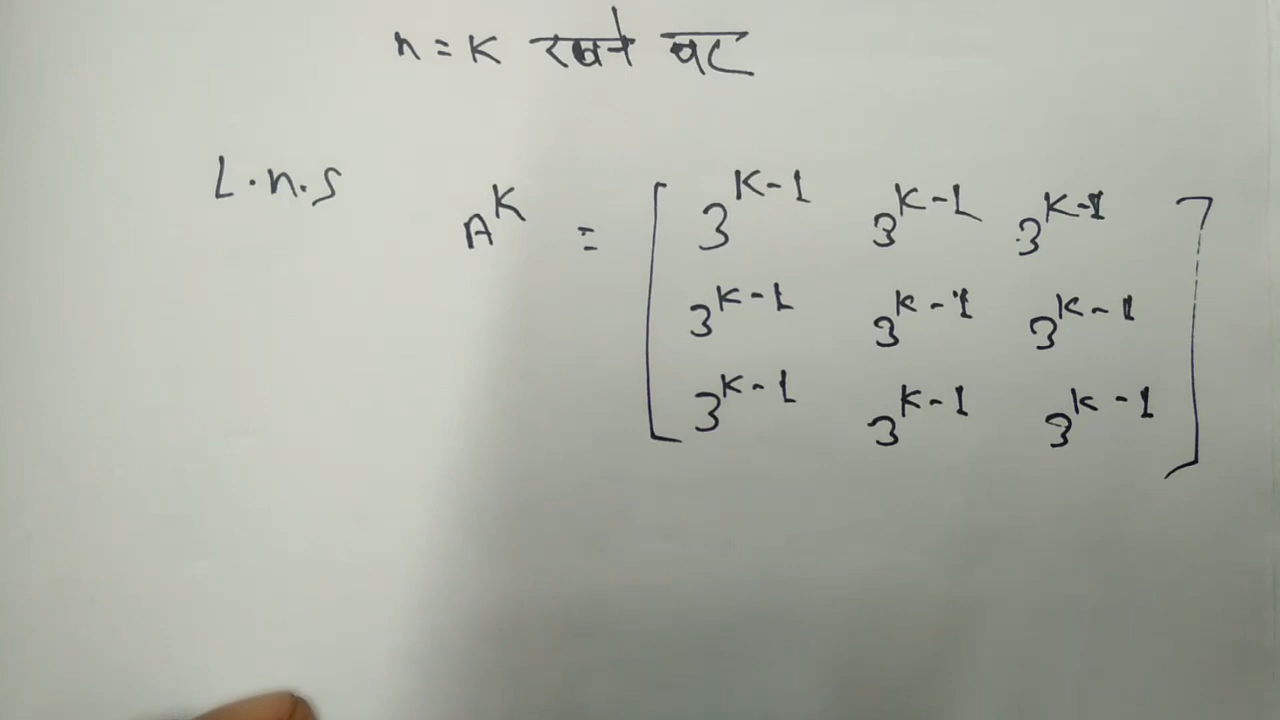 n = K रखने पर
L.n.S
A^K = [ 3^{K-1} 3^{K-1} 3^{K-1}
3^{K-1} 3^{K-1} 3^{K-1}
3^{K-1} 3^{K-1} 3^{K-1} ]